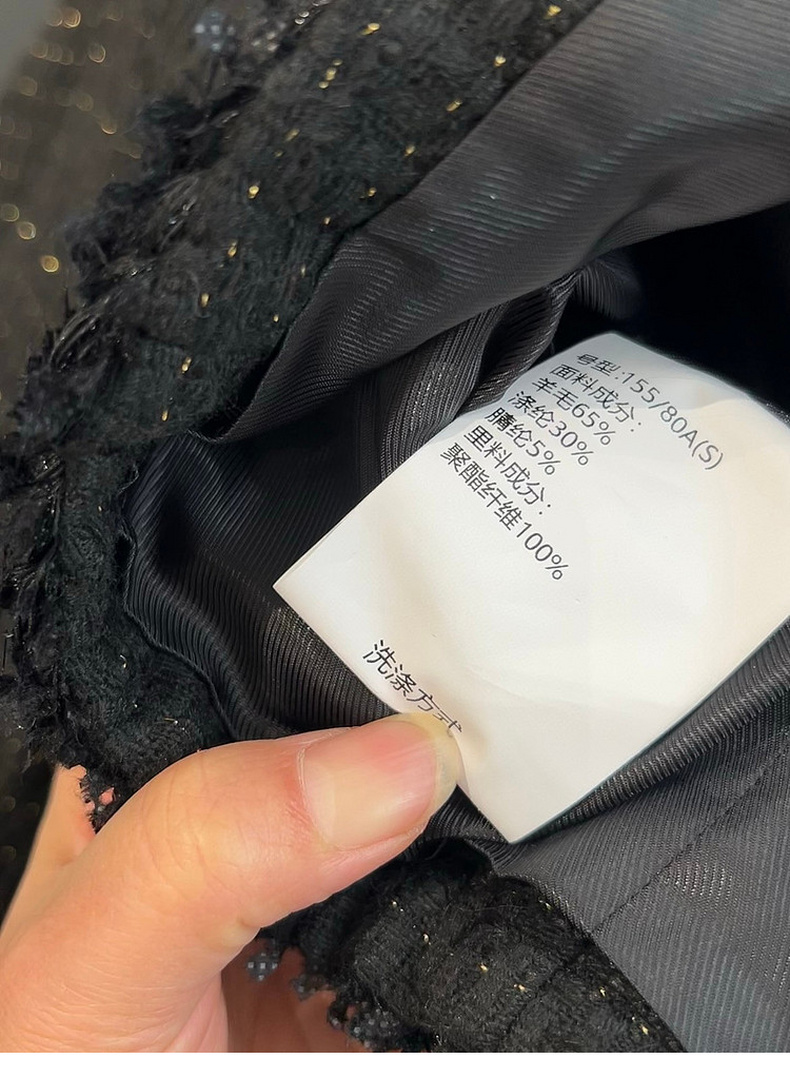 号型:155/80A(S)
面料成分:
羊毛65%
涤纶30%
腈纶5%
里料成分:
聚酯纤维100%
洗涤方式